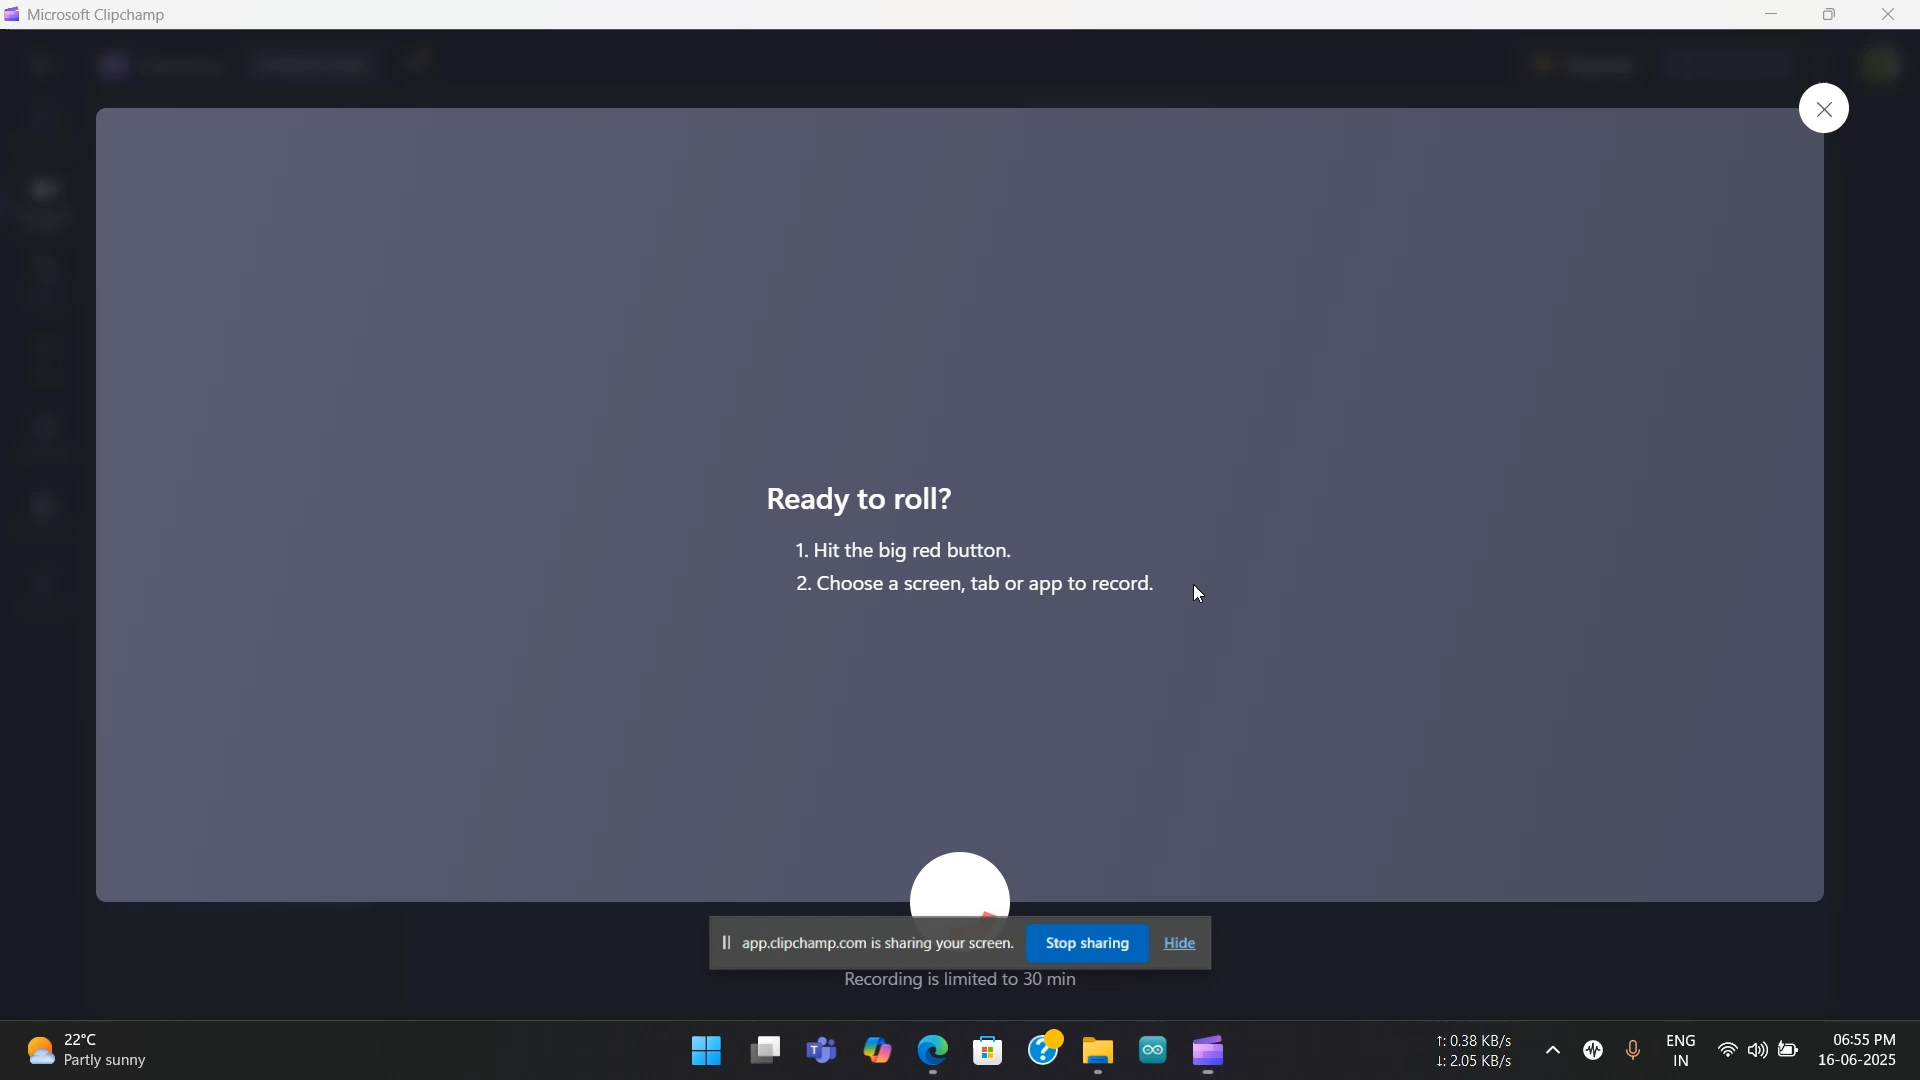 Microsoft Clipchamp
Ready to roll?
1. Hit the big red button.
2. Choose a screen, tab or app to record.
app.clipchamp.com is sharing your screen. Stop sharing Hide
Recording is limited to 30 min
22°C
Partly sunny
↑: 0.38 KB/s
↓: 2.05 KB/s
ENG
IN
06:55 PM
16-06-2025